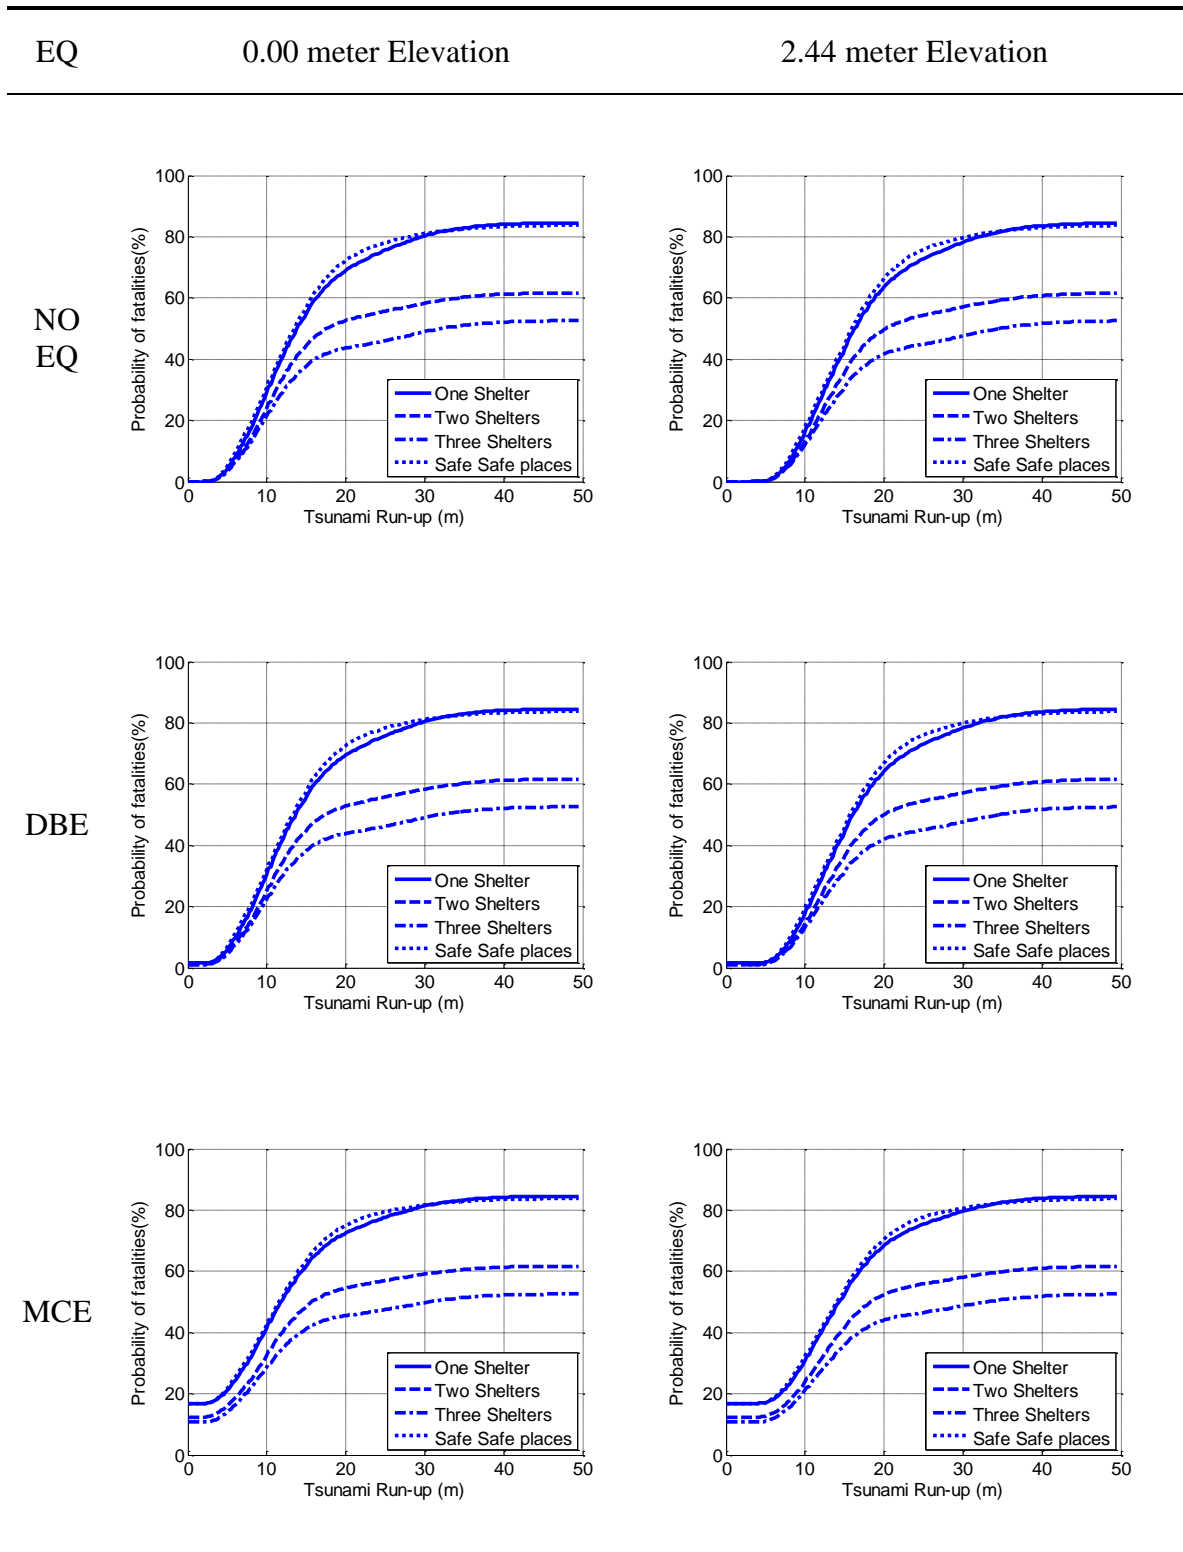 EQ 0.00 meter Elevation 2.44 meter Elevation
NO
EQ
100
80
60
40
20
0
Probability of fatalities(%)
0 10 20 30 40 50
Tsunami Run-up (m)
One Shelter
Two Shelters
Three Shelters
Safe Safe places
100
80
60
40
20
0
Probability of fatalities(%)
0 10 20 30 40 50
Tsunami Run-up (m)
One Shelter
Two Shelters
Three Shelters
Safe Safe places
DBE
100
80
60
40
20
0
Probability of fatalities(%)
0 10 20 30 40 50
Tsunami Run-up (m)
One Shelter
Two Shelters
Three Shelters
Safe Safe places
100
80
60
40
20
0
Probability of fatalities(%)
0 10 20 30 40 50
Tsunami Run-up (m)
One Shelter
Two Shelters
Three Shelters
Safe Safe places
MCE
100
80
60
40
20
0
Probability of fatalities(%)
0 10 20 30 40 50
Tsunami Run-up (m)
One Shelter
Two Shelters
Three Shelters
Safe Safe places
100
80
60
40
20
0
Probability of fatalities(%)
0 10 20 30 40 50
Tsunami Run-up (m)
One Shelter
Two Shelters
Three Shelters
Safe Safe places